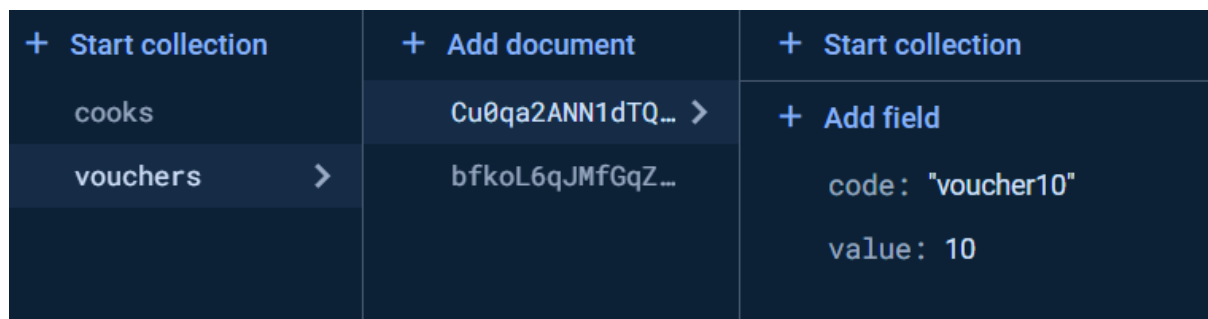 + Start collection
cooks
vouchers
+ Add document
Cu0qa2ANN1dTQ…
bfkoL6qJMfGqZ…
+ Start collection
+ Add field
code: "voucher10"
value: 10